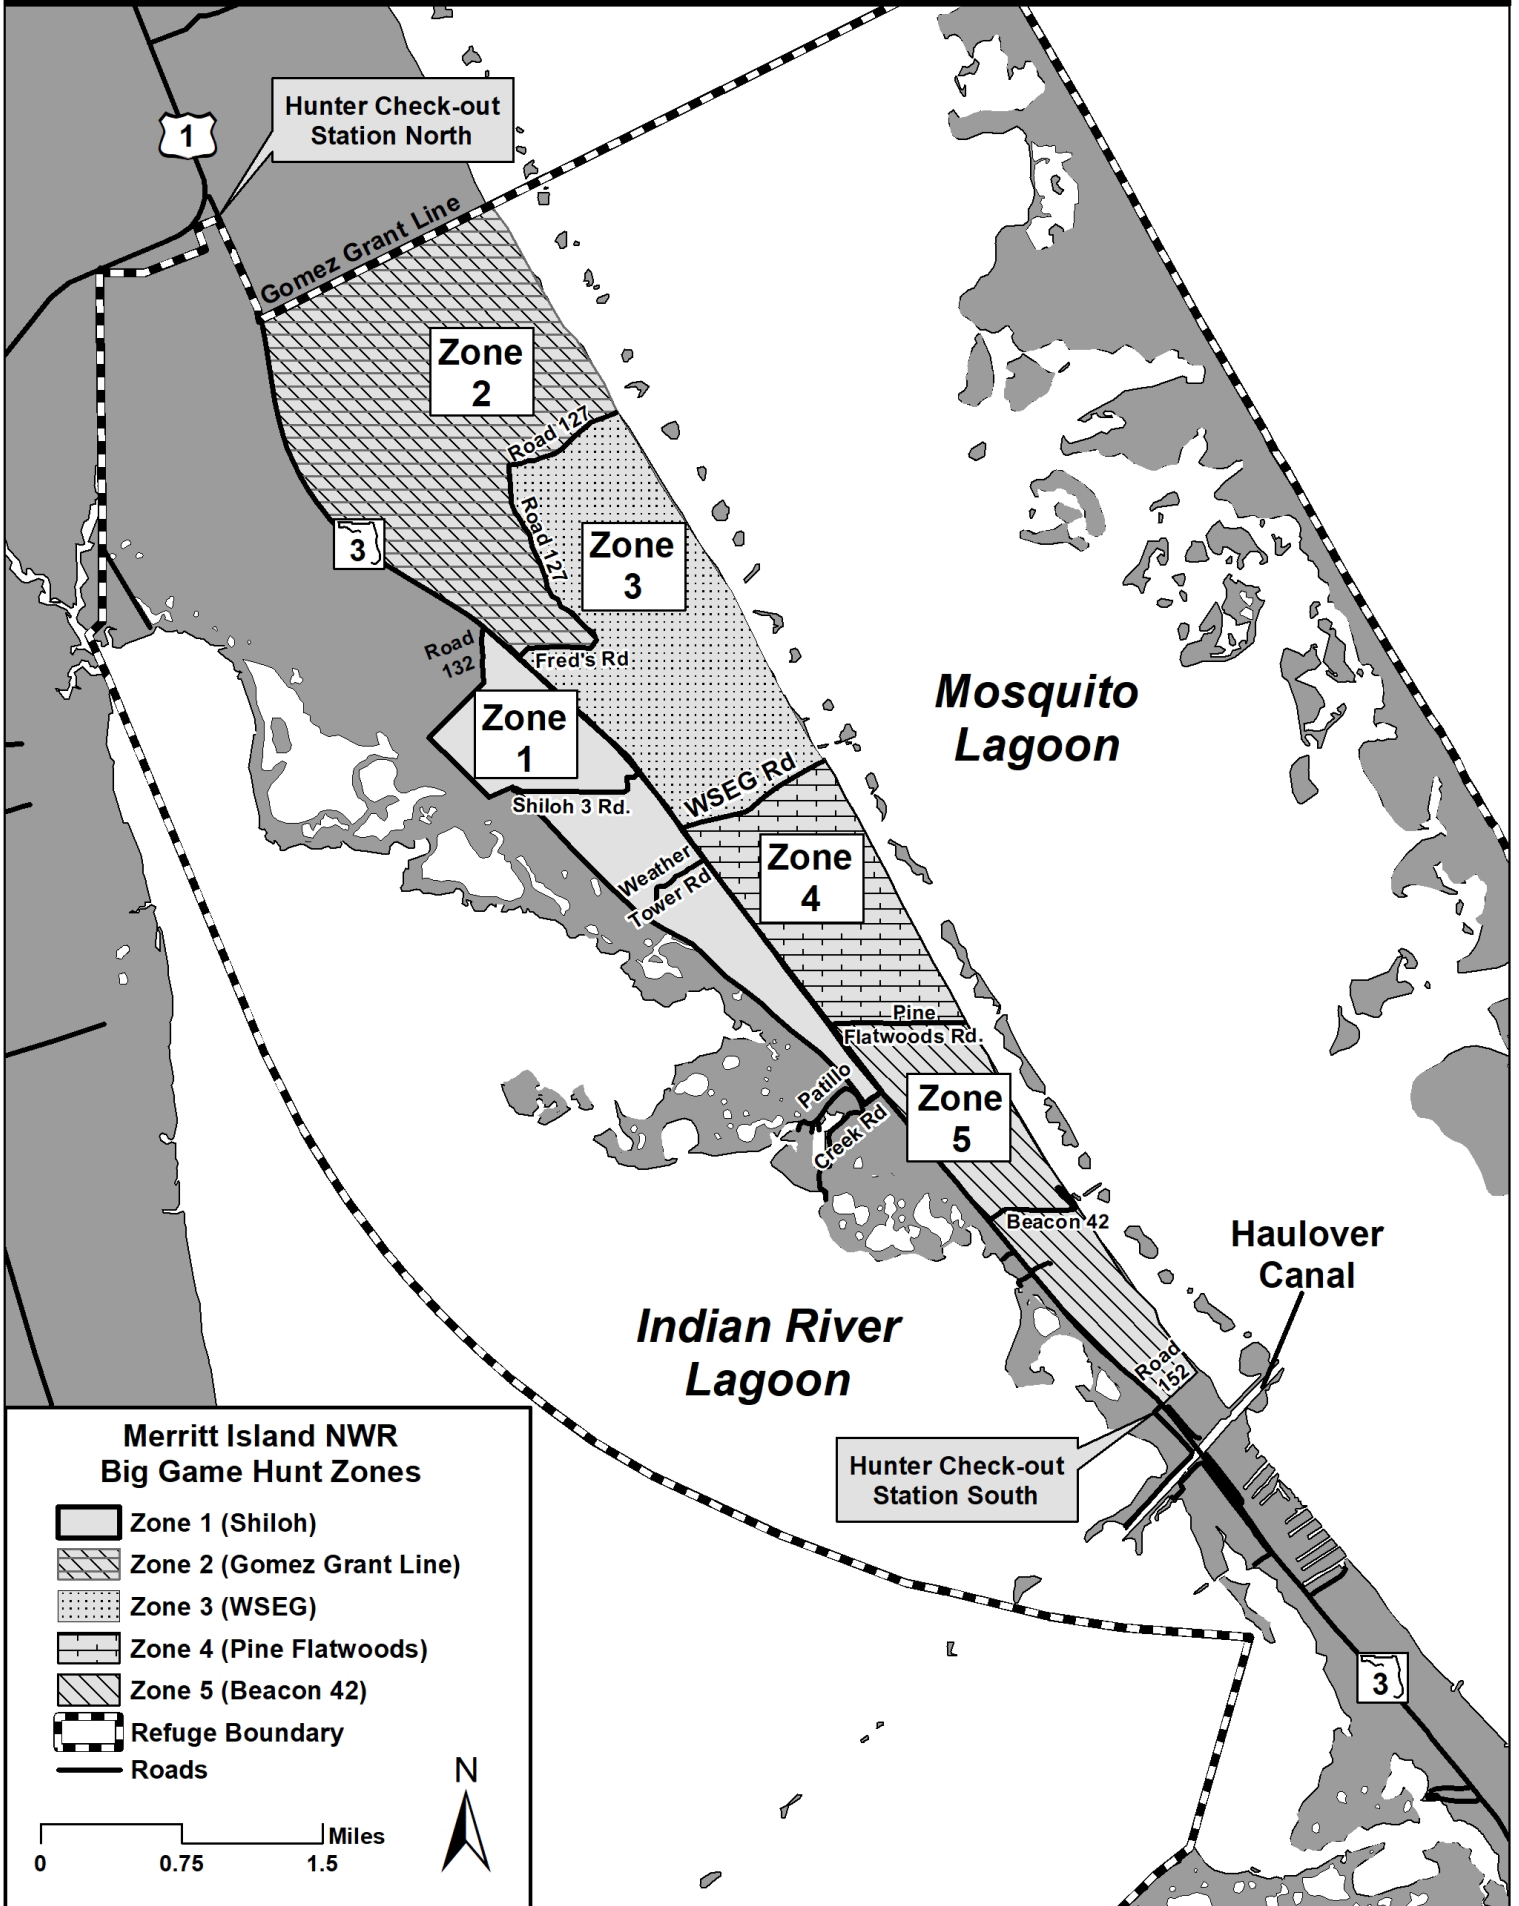 1
Hunter Check-out
Station North
Gomez Grant Line
Zone
2
Road 127
Road 127
3
Zone
3
Road
132
Fred's Rd
Zone
1
Shiloh 3 Rd.
WSEG Rd
Mosquito
Lagoon
Weather
Tower Rd
Zone
4
Pine
Flatwoods Rd.
Patillo
Creek Rd
Zone
5
Beacon 42
Haulover
Canal
Indian River
Lagoon
Road
152
Hunter Check-out
Station South
3
Merritt Island NWR
Big Game Hunt Zones
Zone 1 (Shiloh)
Zone 2 (Gomez Grant Line)
Zone 3 (WSEG)
Zone 4 (Pine Flatwoods)
Zone 5 (Beacon 42)
Refuge Boundary
Roads
N
Miles
0 0.75 1.5